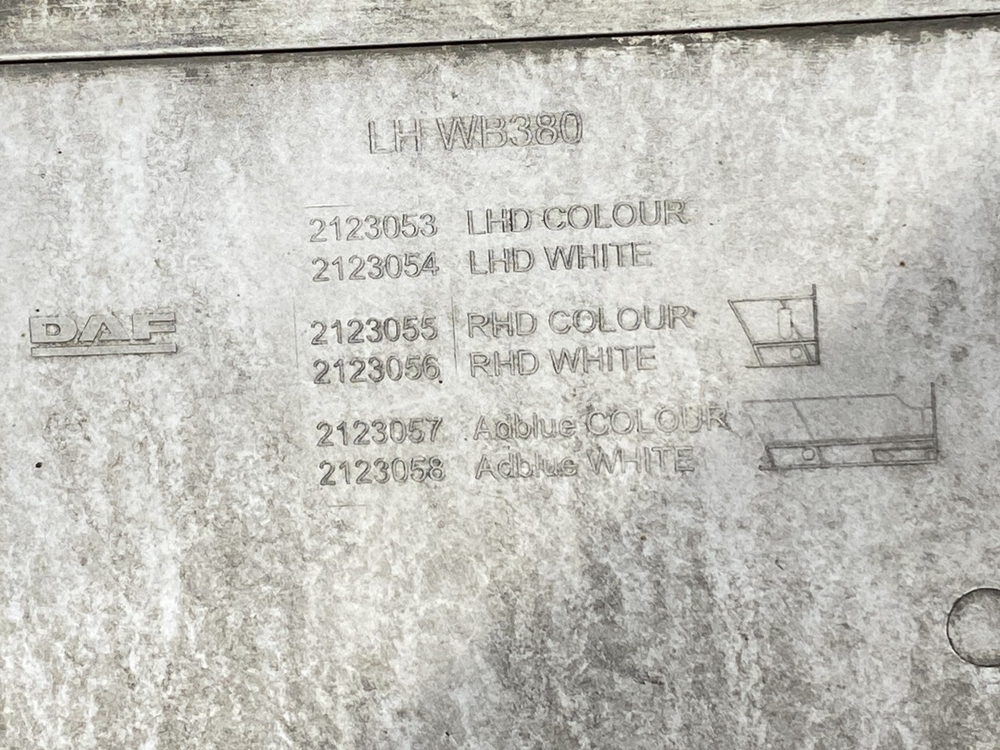 LH WB380
2123053 LHD COLOUR
2123054 LHD WHITE
DAF
2123055 RHD COLOUR
2123056 RHD WHITE
2123057 Adblue COLOUR
2123058 Adblue WHITE